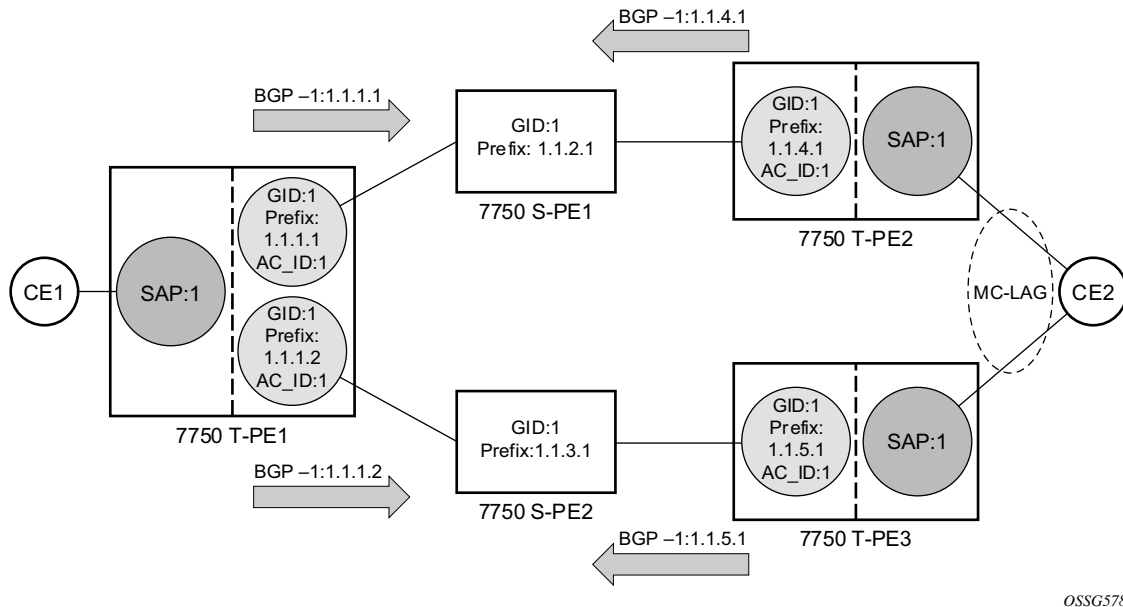 BGP –1:1.1.4.1
BGP –1:1.1.1.1
GID:1
Prefix: 1.1.2.1
7750 S-PE1
GID:1
Prefix:
1.1.4.1
AC_ID:1
SAP:1
7750 T-PE2
CE1
SAP:1
GID:1
Prefix:
1.1.1.1
AC_ID:1
GID:1
Prefix:
1.1.1.2
AC_ID:1
7750 T-PE1
MC-LAG
CE2
BGP –1:1.1.1.2
GID:1
Prefix:1.1.3.1
7750 S-PE2
GID:1
Prefix:
1.1.5.1
AC_ID:1
SAP:1
7750 T-PE3
BGP –1:1.1.5.1
OSSG578